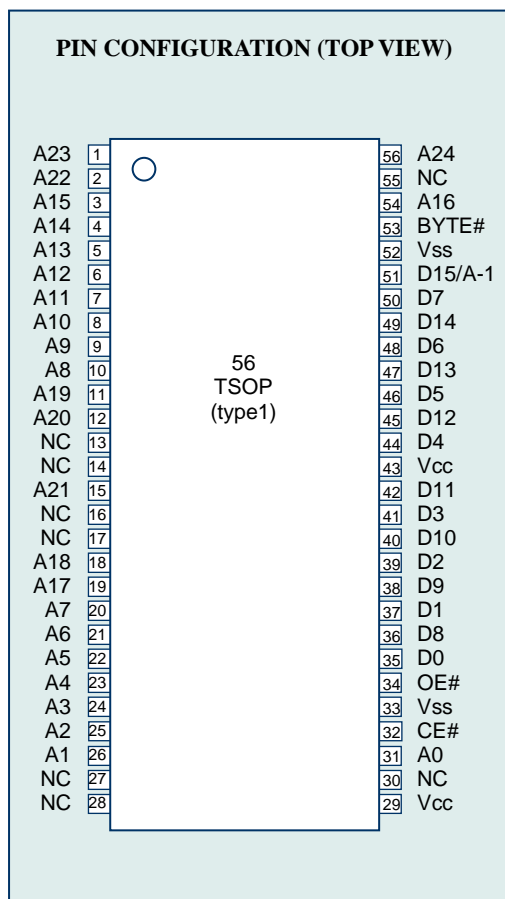 PIN CONFIGURATION (TOP VIEW)
A23 1 56 A24
A22 2 55 NC
A15 3 54 A16
A14 4 53 BYTE#
A13 5 52 Vss
A12 6 51 D15/A-1
A11 7 50 D7
A10 8 49 D14
A9 9 48 D6
A8 10 47 D13
A19 11 46 D5
A20 12 45 D12
NC 13 44 D4
NC 14 43 Vcc
A21 15 42 D11
NC 16 41 D3
NC 17 40 D10
A18 18 39 D2
A17 19 38 D9
A7 20 37 D1
A6 21 36 D8
A5 22 35 D0
A4 23 34 OE#
A3 24 33 Vss
A2 25 32 CE#
A1 26 31 A0
NC 27 30 NC
NC 28 29 Vcc
56
TSOP
(type1)